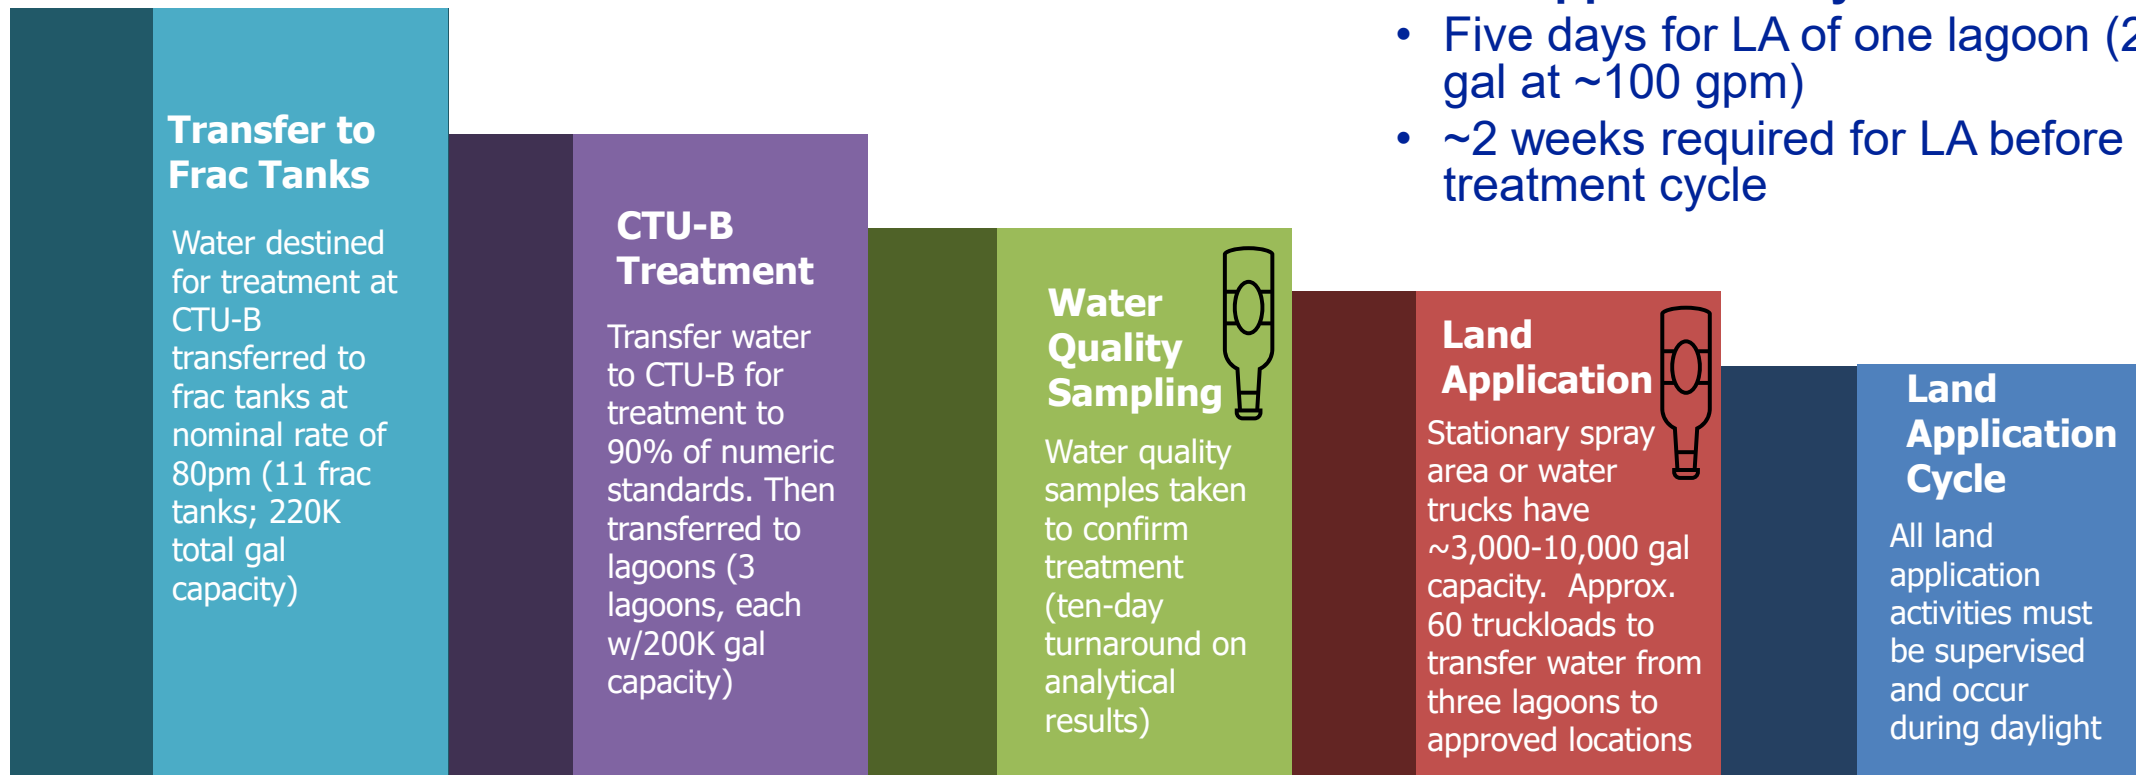 • Five days for LA of one lagoon (
gal at ~100 gpm)
• ~2 weeks required for LA before
treatment cycle
Transfer to
Frac Tanks
Water destined
for treatment at
CTU-B
transferred to
frac tanks at
nominal rate of
80pm (11 frac
tanks; 220K
total gal
capacity)
CTU-B
Treatment
Transfer water
to CTU-B for
treatment to
90% of numeric
standards. Then
transferred to
lagoons (3
lagoons, each
w/200K gal
capacity)
Water
Quality
Sampling
Water quality
samples taken
to confirm
treatment
(ten-day
turnaround on
analytical
results)
Land
Application
Stationary spray
area or water
trucks have
~3,000-10,000 gal
capacity.  Approx.
60 truckloads to
transfer water from
three lagoons to
approved locations
Land
Application
Cycle
All land
application
activities must
be supervised
and occur
during daylight